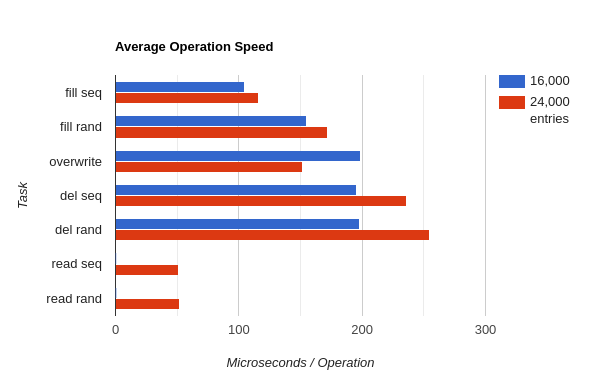 Average Operation Speed
16,000
24,000
entries
fill seq
fill rand
overwrite
del seq
del rand
read seq
read rand
Task
0 100 200 300
Microseconds / Operation